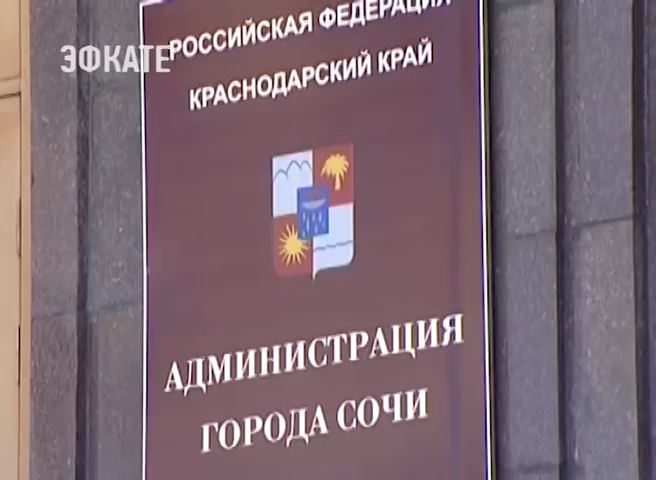 РОССИЙСКАЯ ФЕДЕРАЦИЯ
ЭФКАТЕ
КРАСНОДАРСКИЙ КРАЙ
АДМИНИСТРАЦИЯ
ГОРОДА СОЧИ